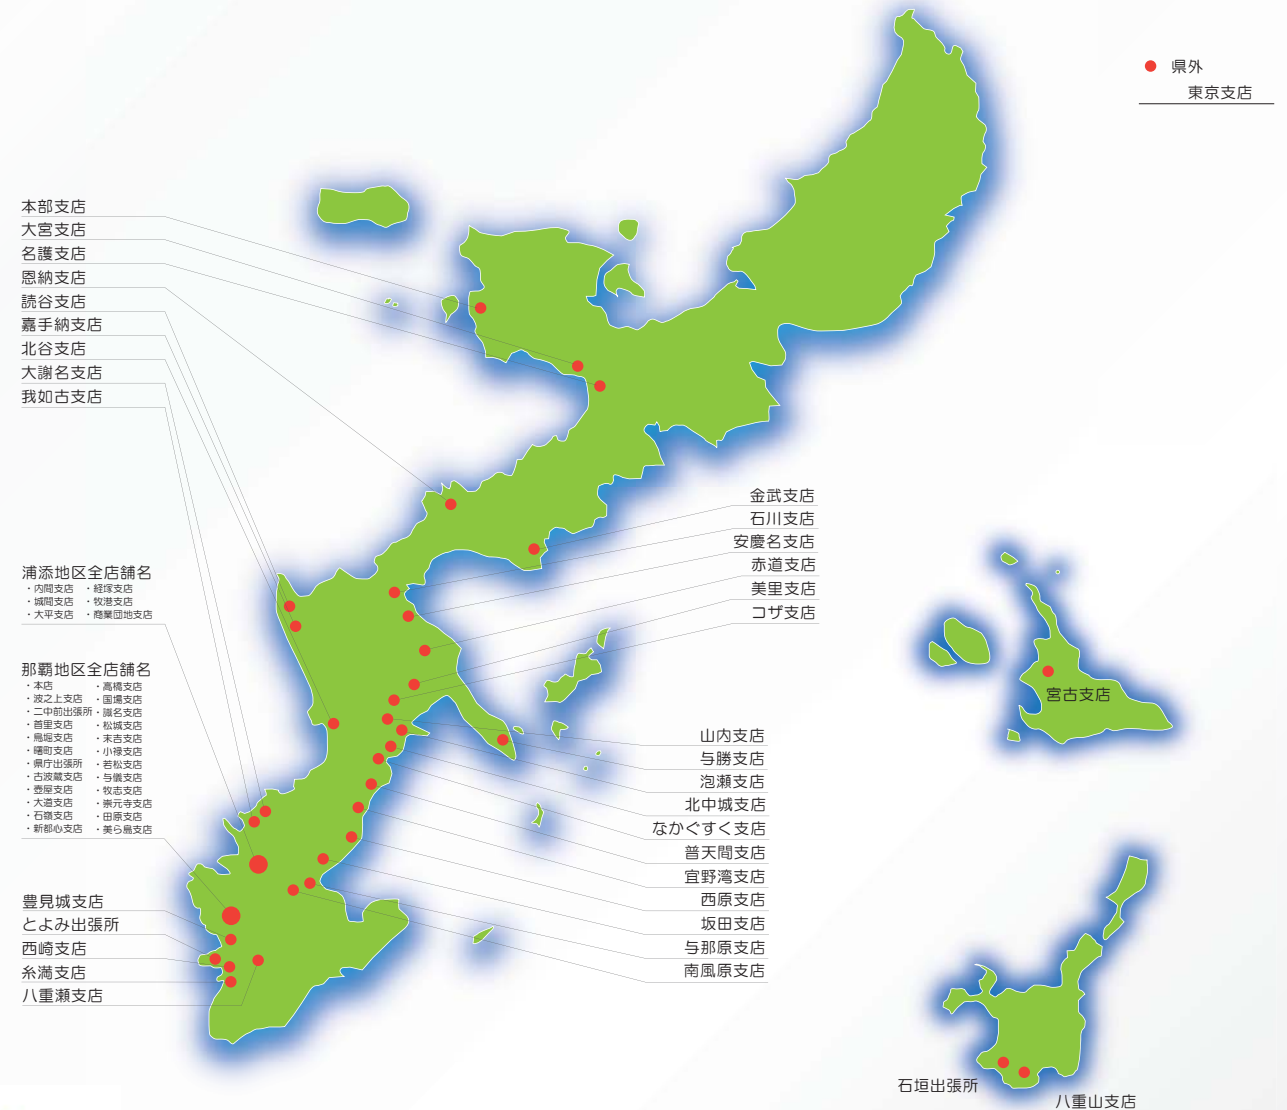 県外
東京支店
本部支店
大宮支店
名護支店
恩納支店
読谷支店
嘉手納支店
北谷支店
大謝名支店
我如古支店
浦添地区全店舗名
・内間支店 ・経塚支店
・城間支店 ・牧港支店
・大平支店 ・商業団地支店
那覇地区全店舗名
・本店 ・高橋支店
・波之上支店 ・国場支店
・二中前出張所 ・識名支店
・首里支店 ・松城支店
・鳥堀支店 ・末吉支店
・曙町支店 ・小禄支店
・県庁出張所 ・若松支店
・古波蔵支店 ・与儀支店
・壺屋支店 ・牧志支店
・大道支店 ・崇元寺支店
・石嶺支店 ・田原支店
・新都心支店 ・美ら島支店
豊見城支店
とよみ出張所
西崎支店
糸満支店
八重瀬支店
金武支店
石川支店
安慶名支店
赤道支店
美里支店
コザ支店
山内支店
与勝支店
泡瀬支店
北中城支店
なかぐすく支店
普天間支店
宜野湾支店
西原支店
坂田支店
与那原支店
南風原支店
宮古支店
石垣出張所
八重山支店